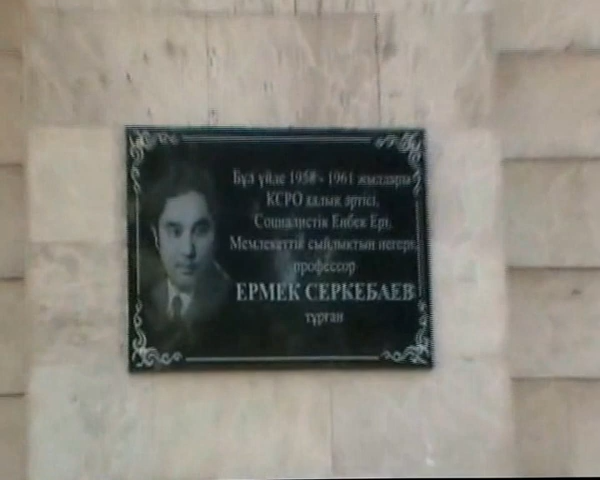 Бұл үйде 1958 - 1961 жылдары
КСРО халық әртісі,
Социалистік Еңбек Ері,
Мемлекеттік сыйлықтың иегері,
профессор
ЕРМЕК СЕРКЕБАЕВ
тұрған